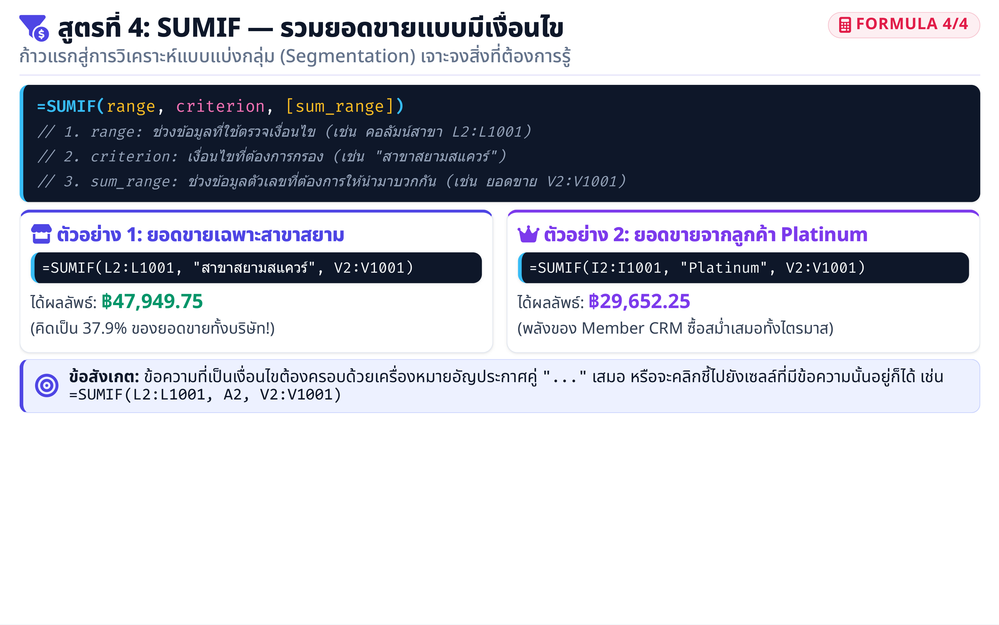 สูตรที่ 4: SUMIF — รวมยอดขายแบบมีเงื่อนไข
FORMULA 4/4
ก้าวแรกสู่การวิเคราะห์แบบแบ่งกลุ่ม (Segmentation) เจาะจงสิ่งที่ต้องการรู้
=SUMIF(range, criterion, [sum_range])
// 1. range: ช่วงข้อมูลที่ใช้ตรวจเงื่อนไข (เช่น คอลัมน์สาขา L2:L1001)
// 2. criterion: เงื่อนไขที่ต้องการกรอง (เช่น "สาขาสยามสแควร์")
// 3. sum_range: ช่วงข้อมูลตัวเลขที่ต้องการให้นำมาบวกกัน (เช่น ยอดขาย V2:V1001)
ตัวอย่าง 1: ยอดขายเฉพาะสาขาสยาม
=SUMIF(L2:L1001, "สาขาสยามสแควร์", V2:V1001)
ได้ผลลัพธ์: ฿47,949.75
(คิดเป็น 37.9% ของยอดขายทั้งบริษัท!)
ตัวอย่าง 2: ยอดขายจากลูกค้า Platinum
=SUMIF(I2:I1001, "Platinum", V2:V1001)
ได้ผลลัพธ์: ฿29,652.25
(พลังของ Member CRM ซื้อสม่ำเสมอทั้งไตรมาส)
ข้อสังเกต: ข้อความที่เป็นเงื่อนไขต้องครอบด้วยเครื่องหมายอัญประกาศคู่ "..." เสมอ หรือจะคลิกชี้ไปยังเซลล์ที่มีข้อความนั้นอยู่ก็ได้ เช่น
=SUMIF(L2:L1001, A2, V2:V1001)